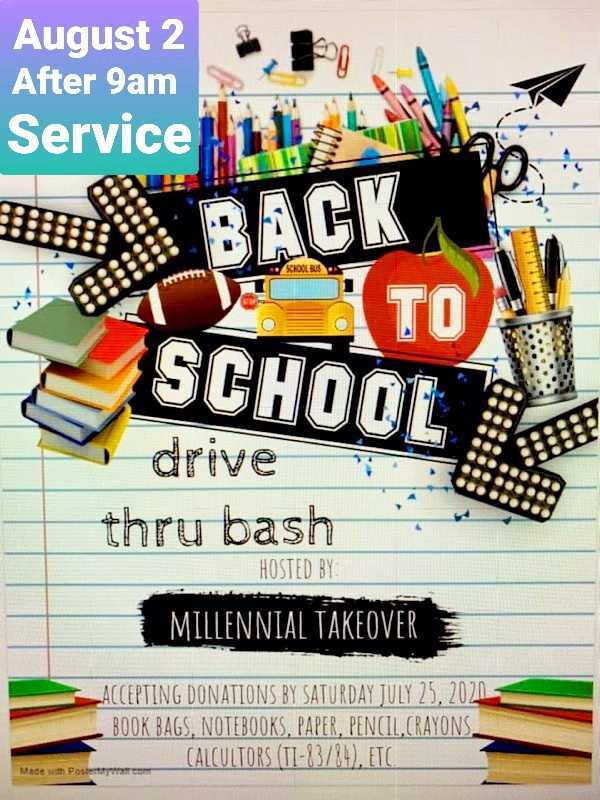 August 2
After 9am
Service
BACK
SCHOOL BUS
STOP
TO
SCHOOL
drive
thru bash
HOSTED BY:
MILLENNIAL TAKEOVER
ACCEPTING DONATIONS BY SATURDAY JULY 25, 2020
BOOK BAGS, NOTEBOOKS, PAPER, PENCIL,CRAYONS
CALCULTORS (TI-83/84), ETC.
Made with PosterMyWall.com